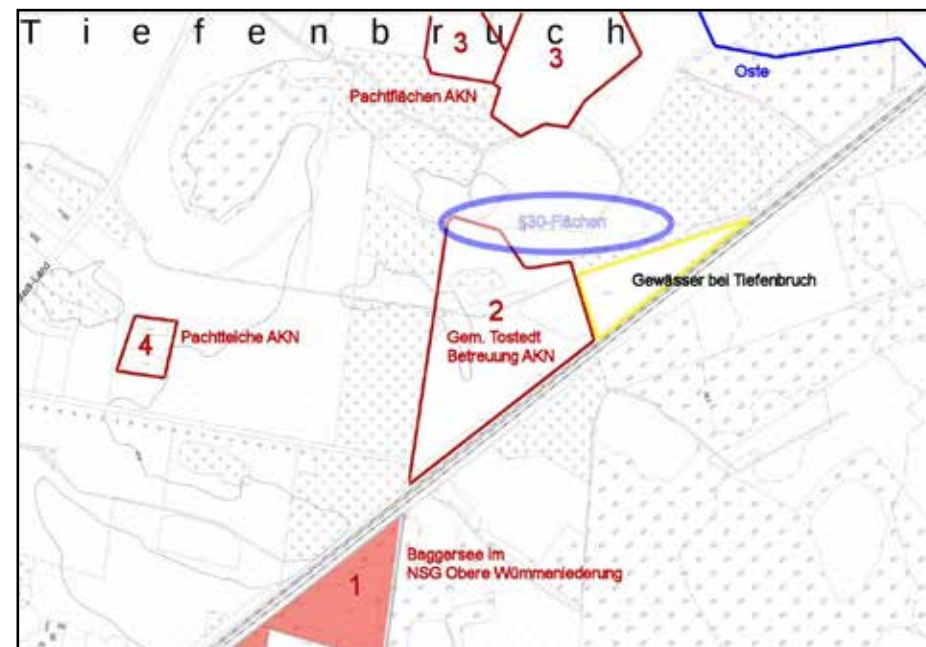 T i e f e n b r u c h
3
3
Oste
Pachtflächen AKN
§30-Flächen
Gewässer bei Tiefenbruch
2
Gem. Tostedt
Betreuung AKN
4
Pachtteiche AKN
1
Baggersee im
NSG Obere Wümmeniederung